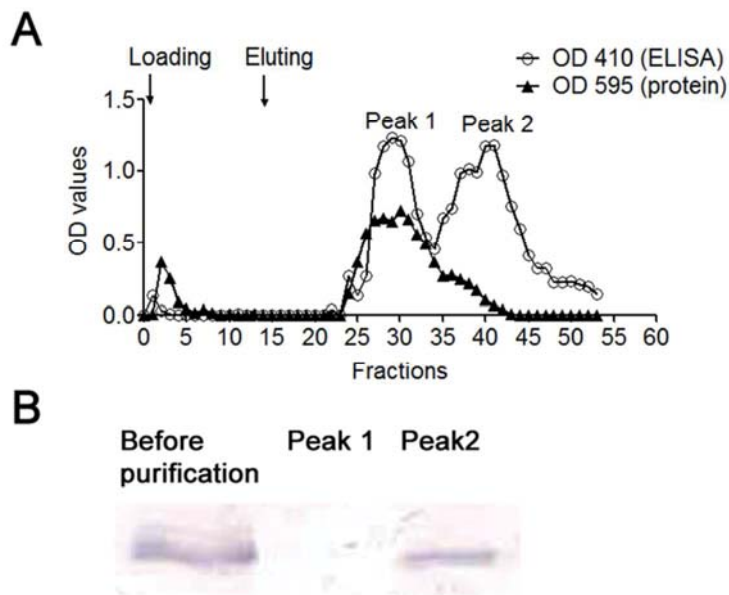 A
Loading Eluting
OD 410 (ELISA)
OD 595 (protein)
Peak 1 Peak 2
1.5
1.0
0.5
0.0
OD values
0 5 10 15 20 25 30 35 40 45 50 55 60
Fractions
B
Before purification
Peak 1 Peak2